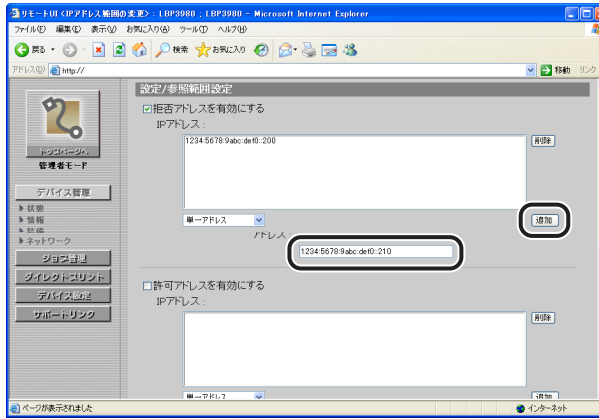 リモートUI <IPアドレス範囲の変更> : LBP3980 ; LBP3980 - Microsoft Internet Explorer
ファイル(F) 編集(E) 表示(V) お気に入り(A) ツール(T) ヘルプ(H)
戻る 検索 お気に入り
アドレス(D) http:// 移動 リンク
設定/参照範囲設定
拒否アドレスを有効にする
IPアドレス :
1234:5678:9abc:def0::200
削除
単一アドレス
追加
アドレス :
1234:5678:9abc:def0::210
許可アドレスを有効にする
IPアドレス :
削除
単一アドレス
追加
トップページへ
管理者モード
デバイス管理
状態
情報
ネットワーク
ジョブ管理
ダイレクトプリント
デバイス設定
サポートリンク
ページが表示されました
インターネット